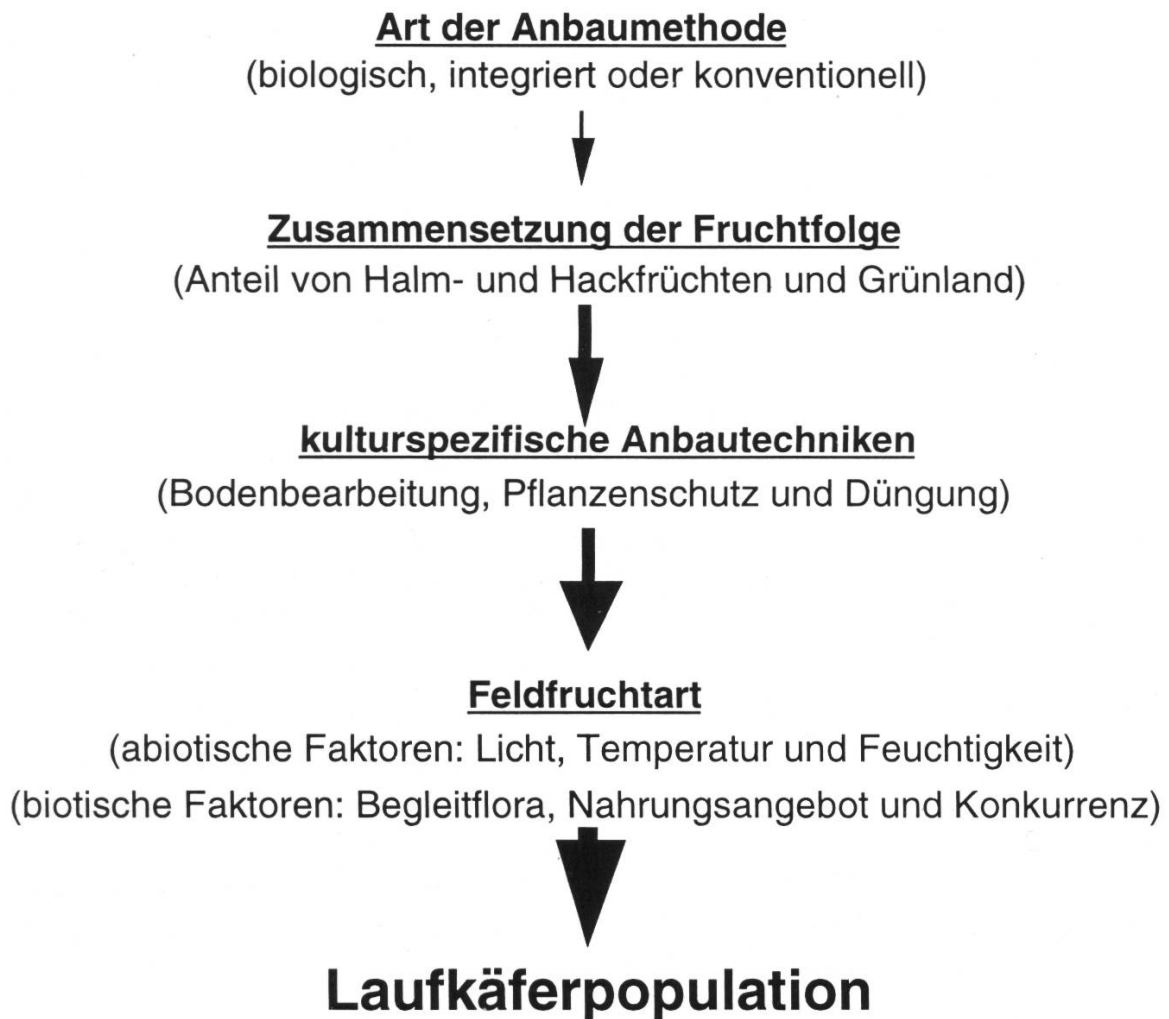 Art der Anbaumethode
(biologisch, integriert oder konventionell)
Zusammensetzung der Fruchtfolge
(Anteil von Halm- und Hackfrüchten und Grünland)
kulturspezifische Anbautechniken
(Bodenbearbeitung, Pflanzenschutz und Düngung)
Feldfruchtart
(abiotische Faktoren: Licht, Temperatur und Feuchtigkeit)
(biotische Faktoren: Begleitflora, Nahrungsangebot und Konkurrenz)
Laufkäferpopulation